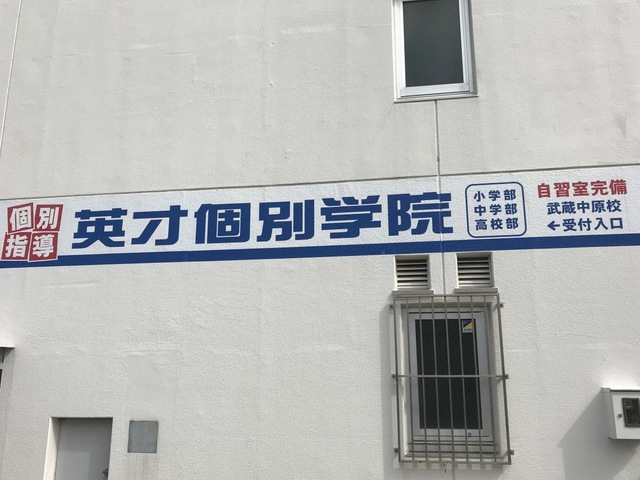 個別
指導
英才個別学院
小学部
中学部
高校部
自習室完備
武蔵中原校
←受付入口